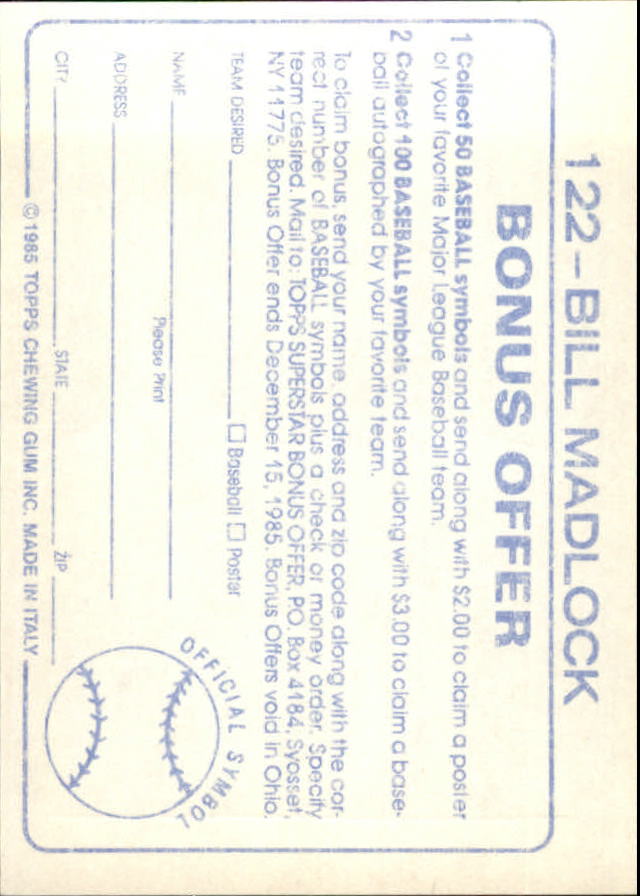 122-BILL MADLOCK
BONUS OFFER
1 Collect 50 BASEBALL symbols and send along with $2.00 to claim a poster
of your favorite Major League Baseball team.
2 Collect 100 BASEBALL symbols and send along with $3.00 to claim a base-
ball autographed by your favorite team.
To claim bonus, send your name, address and zip code along with the cor-
rect number of BASEBALL symbols plus a check or money order. Specify
team desired. Mail to: TOPPS SUPERSTAR BONUS OFFER, P.O. Box 4184, Syosset,
NY 11775. Bonus Offer ends December 15, 1985. Bonus Offers void in Ohio.
TEAM DESIRED ☐ Baseball ☐ Poster
NAME
Please Print
ADDRESS
CITY STATE ZIP
OFFICIAL SYMBOL
© 1985 TOPPS CHEWING GUM INC. MADE IN ITALY